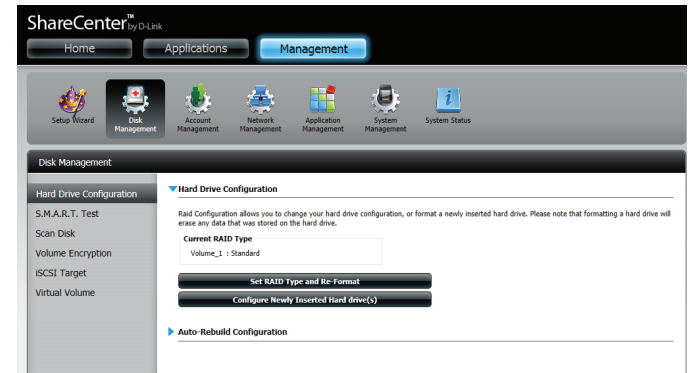 ShareCenter™ by D-Link
Home Applications Management
Setup Wizard Disk Management Account Management Network Management Application Management System Management System Status
Disk Management
Hard Drive Configuration
S.M.A.R.T. Test
Scan Disk
Volume Encryption
iSCSI Target
Virtual Volume
Hard Drive Configuration
Raid Configuration allows you to change your hard drive configuration, or format a newly inserted hard drive. Please note that formatting a hard drive will
erase any data that was stored on the hard drive.
Current RAID Type
Volume_1 : Standard
Set RAID Type and Re-Format
Configure Newly Inserted Hard drive(s)
Auto-Rebuild Configuration